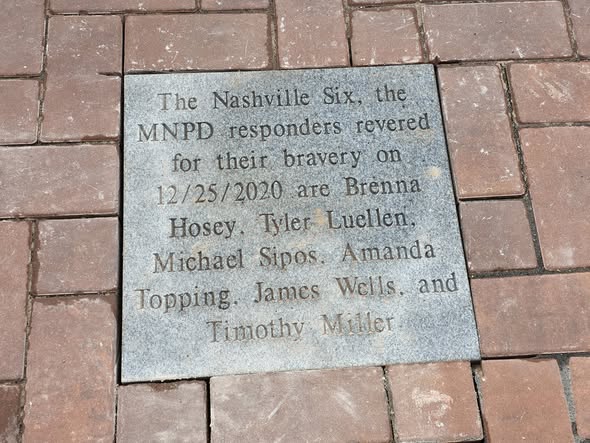 The Nashville Six, the
MNPD responders revered
for their bravery on
12/25/2020 are Brenna
Hosey, Tyler Luellen,
Michael Sipos, Amanda
Topping, James Wells, and
Timothy Miller